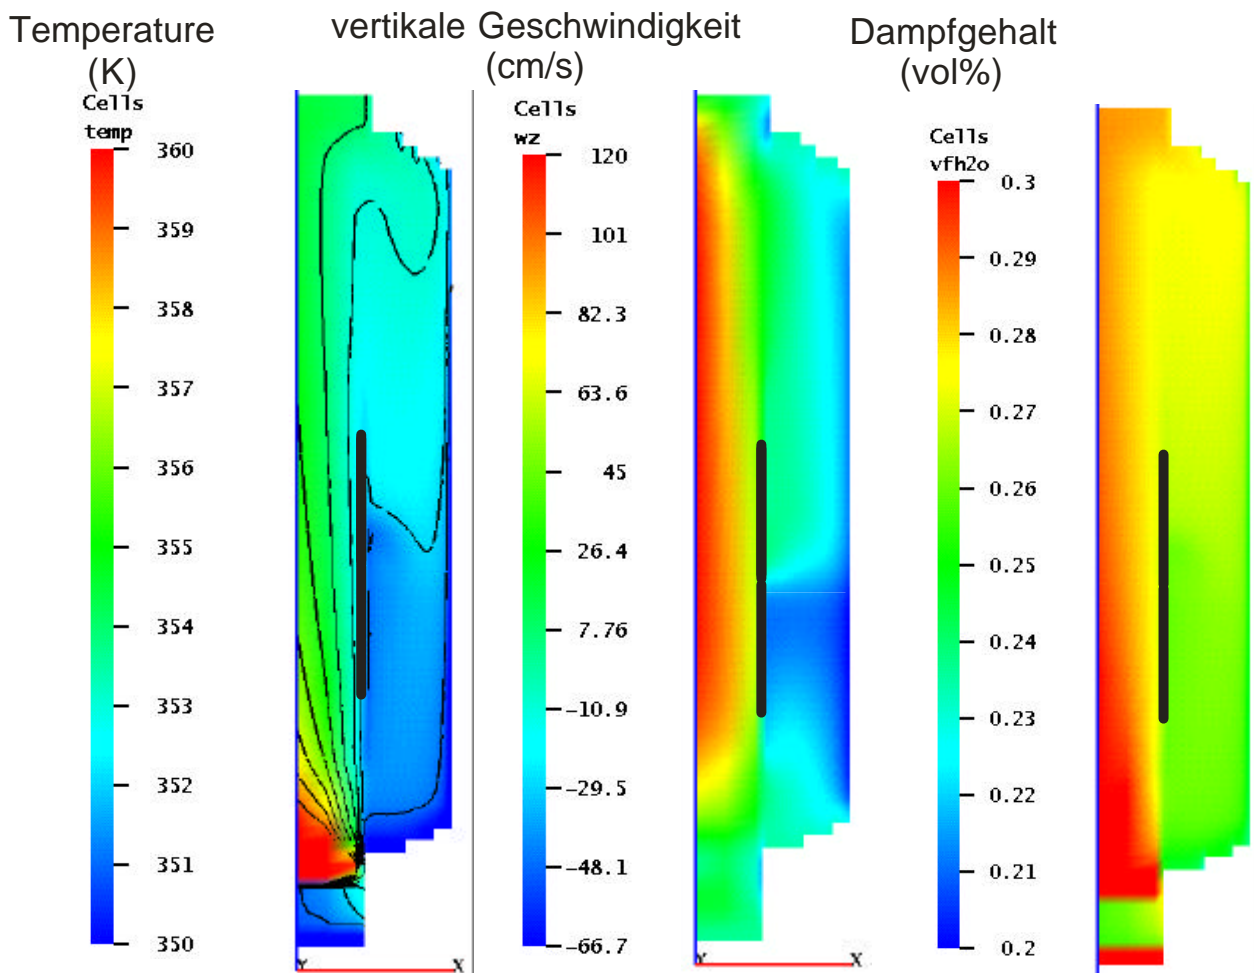 Temperature
(K)
Cells
temp
360
359
358
357
356
355
354
353
352
351
350
Y X
vertikale Geschwindigkeit
(cm/s)
Cells
wz
120
101
82.3
63.6
45
26.4
7.76
-10.9
-29.5
-48.1
-66.7
Y X
Dampfgehalt
(vol%)
Cells
vfh2o
0.3
0.29
0.28
0.27
0.26
0.25
0.24
0.23
0.22
0.21
0.2